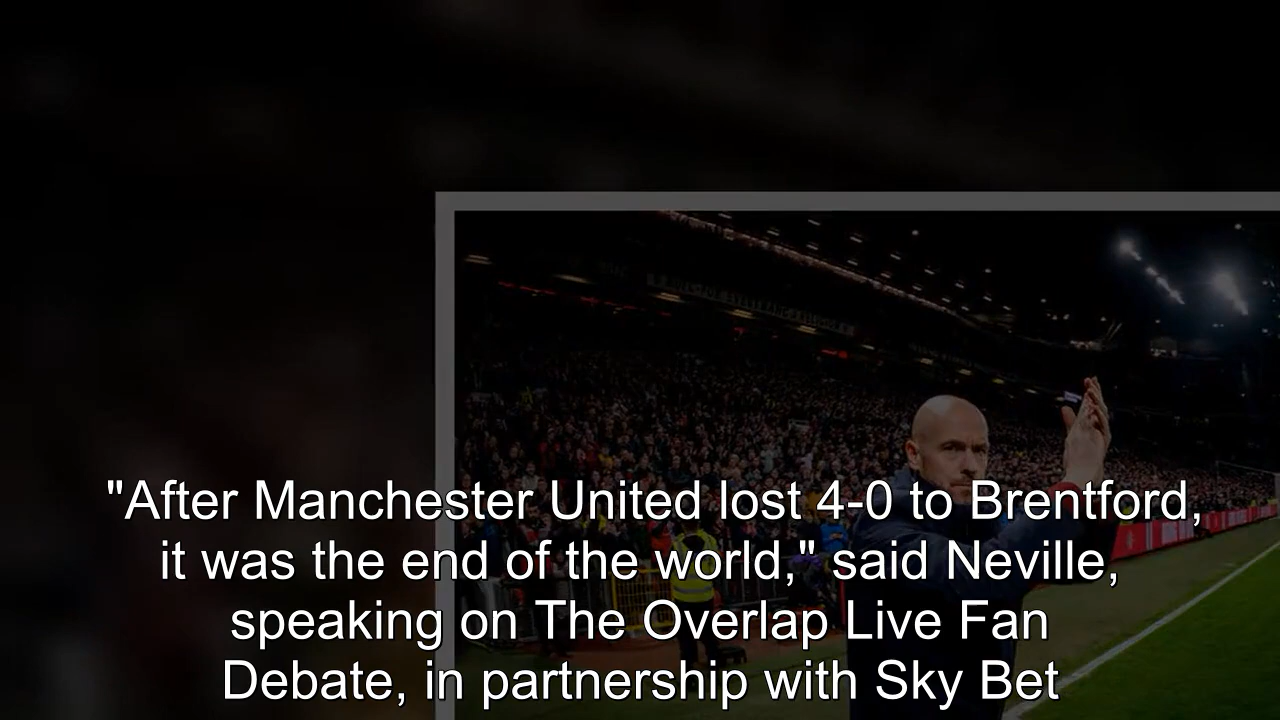 "After Manchester United lost 4-0 to Brentford,
it was the end of the world," said Neville,
speaking on The Overlap Live Fan
Debate, in partnership with Sky Bet